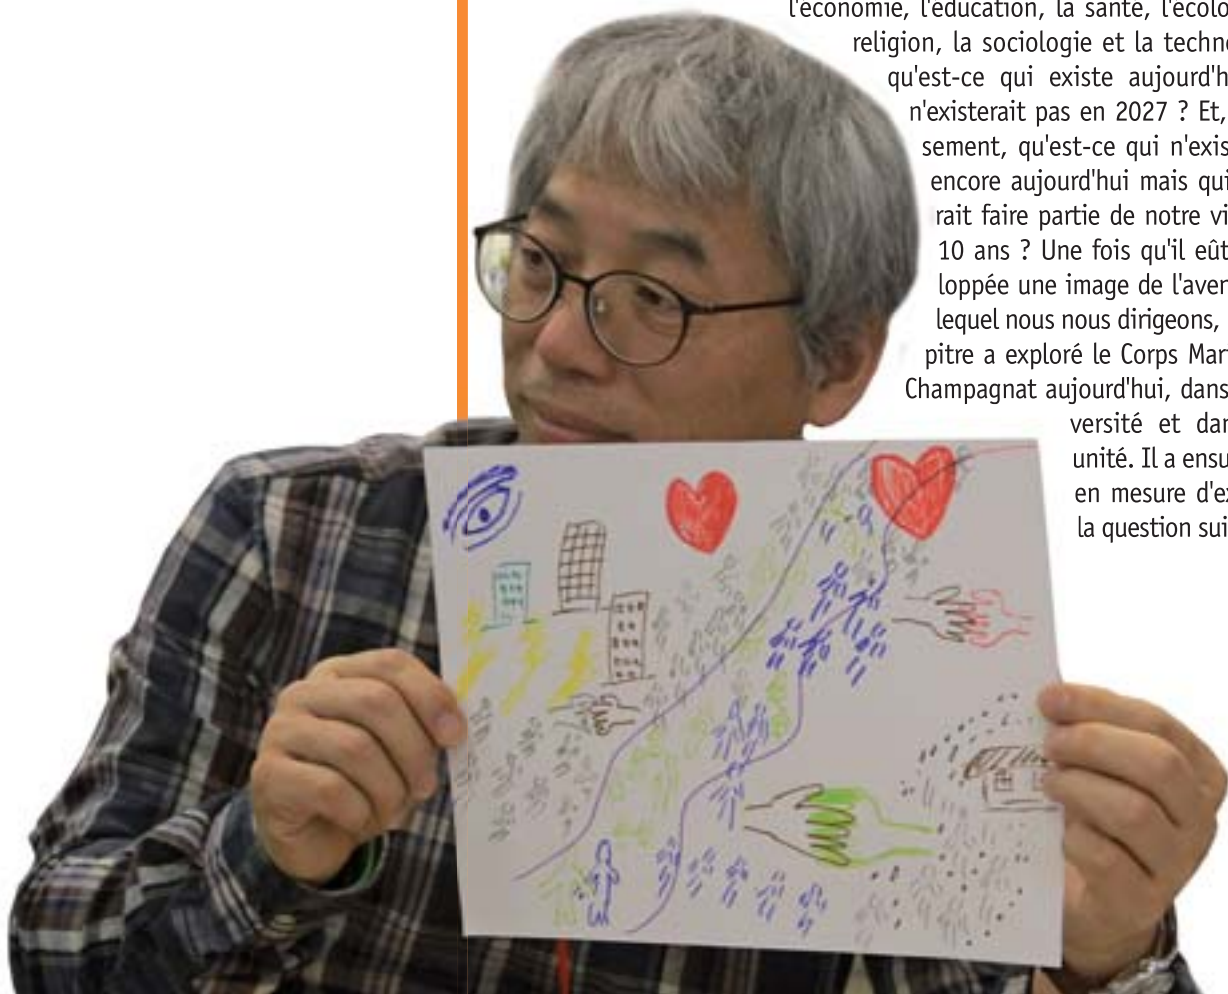 l'économie, l'éducation, la santé, l'écolo
religion, la sociologie et la techno
qu'est-ce qui existe aujourd'h
n'existerait pas en 2027 ? Et,
sement, qu'est-ce qui n'exis
encore aujourd'hui mais qui
rait faire partie de notre vi
10 ans ? Une fois qu'il eût
loppée une image de l'aven
lequel nous nous dirigeons,
pitre a exploré le Corps Mar
Champagnat aujourd'hui, dans
versité et dan
unité. Il a ensu
en mesure d'ex
la question sui